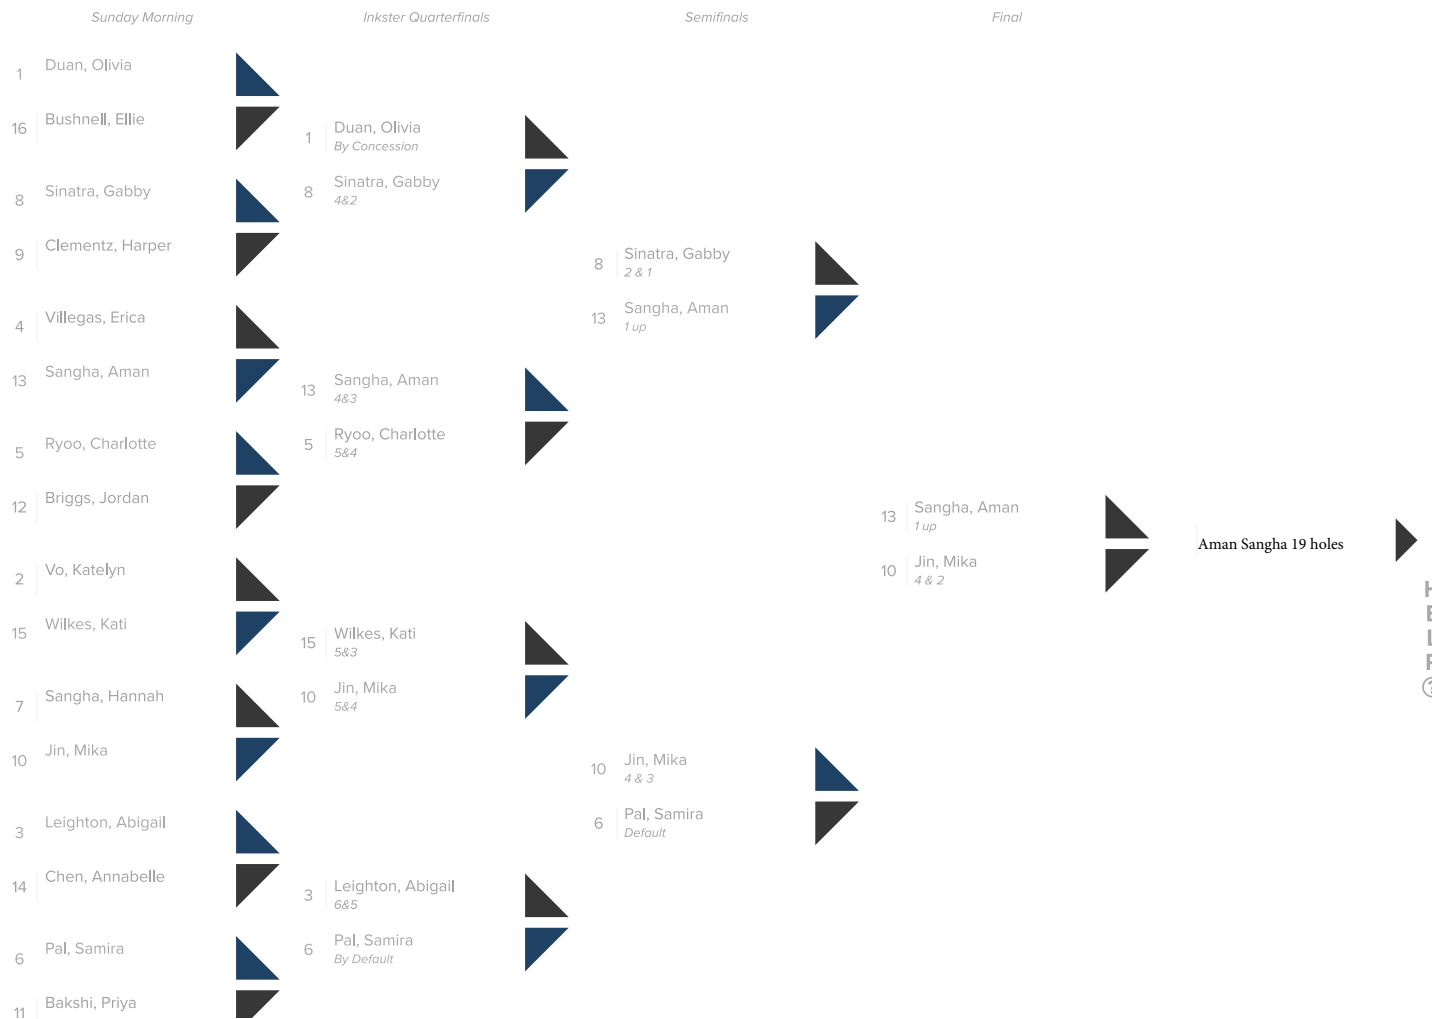 Sunday Morning
Inkster Quarterfinals
Semifinals
Final
1 Duan, Olivia
16 Bushnell, Ellie
8 Sinatra, Gabby
9 Clementz, Harper
4 Villegas, Erica
13 Sangha, Aman
5 Ryoo, Charlotte
12 Briggs, Jordan
2 Vo, Katelyn
15 Wilkes, Kati
7 Sangha, Hannah
10 Jin, Mika
3 Leighton, Abigail
14 Chen, Annabelle
6 Pal, Samira
11 Bakshi, Priya
1 Duan, Olivia
By Concession
8 Sinatra, Gabby
4&2
13 Sangha, Aman
4&3
5 Ryoo, Charlotte
5&4
15 Wilkes, Kati
5&3
10 Jin, Mika
5&4
3 Leighton, Abigail
6&5
6 Pal, Samira
By Default
8 Sinatra, Gabby
2 & 1
13 Sangha, Aman
1 up
10 Jin, Mika
4 & 3
6 Pal, Samira
Default
13 Sangha, Aman
1 up
10 Jin, Mika
4 & 2
Aman Sangha 19 holes